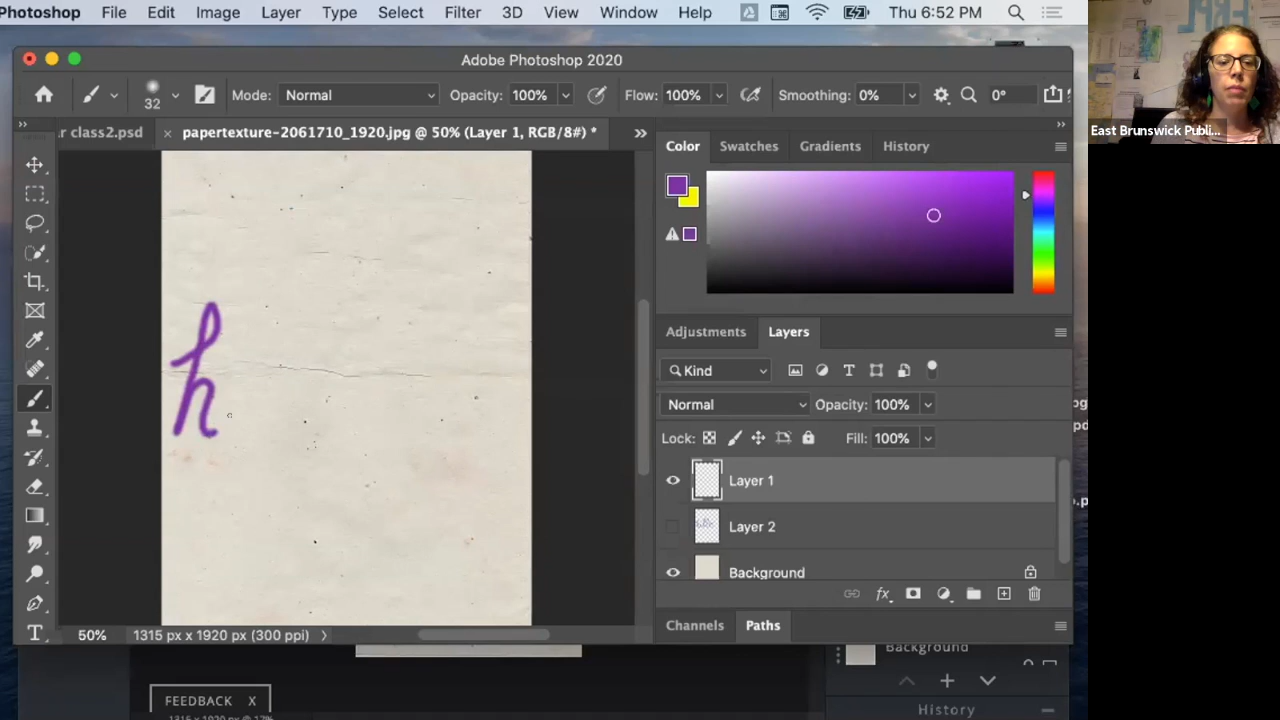 Photoshop File Edit Image Layer Type Select Filter 3D View Window Help Thu 6:52 PM
Adobe Photoshop 2020
32 Mode: Normal Opacity: 100% Flow: 100% Smoothing: 0% 0°
r class2.psd × papertexture-2061710_1920.jpg @ 50% (Layer 1, RGB/8#) *
Color Swatches Gradients History
h
Adjustments Layers
Kind
Normal Opacity: 100%
Lock: Fill: 100%
Layer 1
Layer 2
Background
fx
Channels Paths
50% 1315 px x 1920 px (300 ppi)
Background
FEEDBACK X
History
East Brunswick Publi...